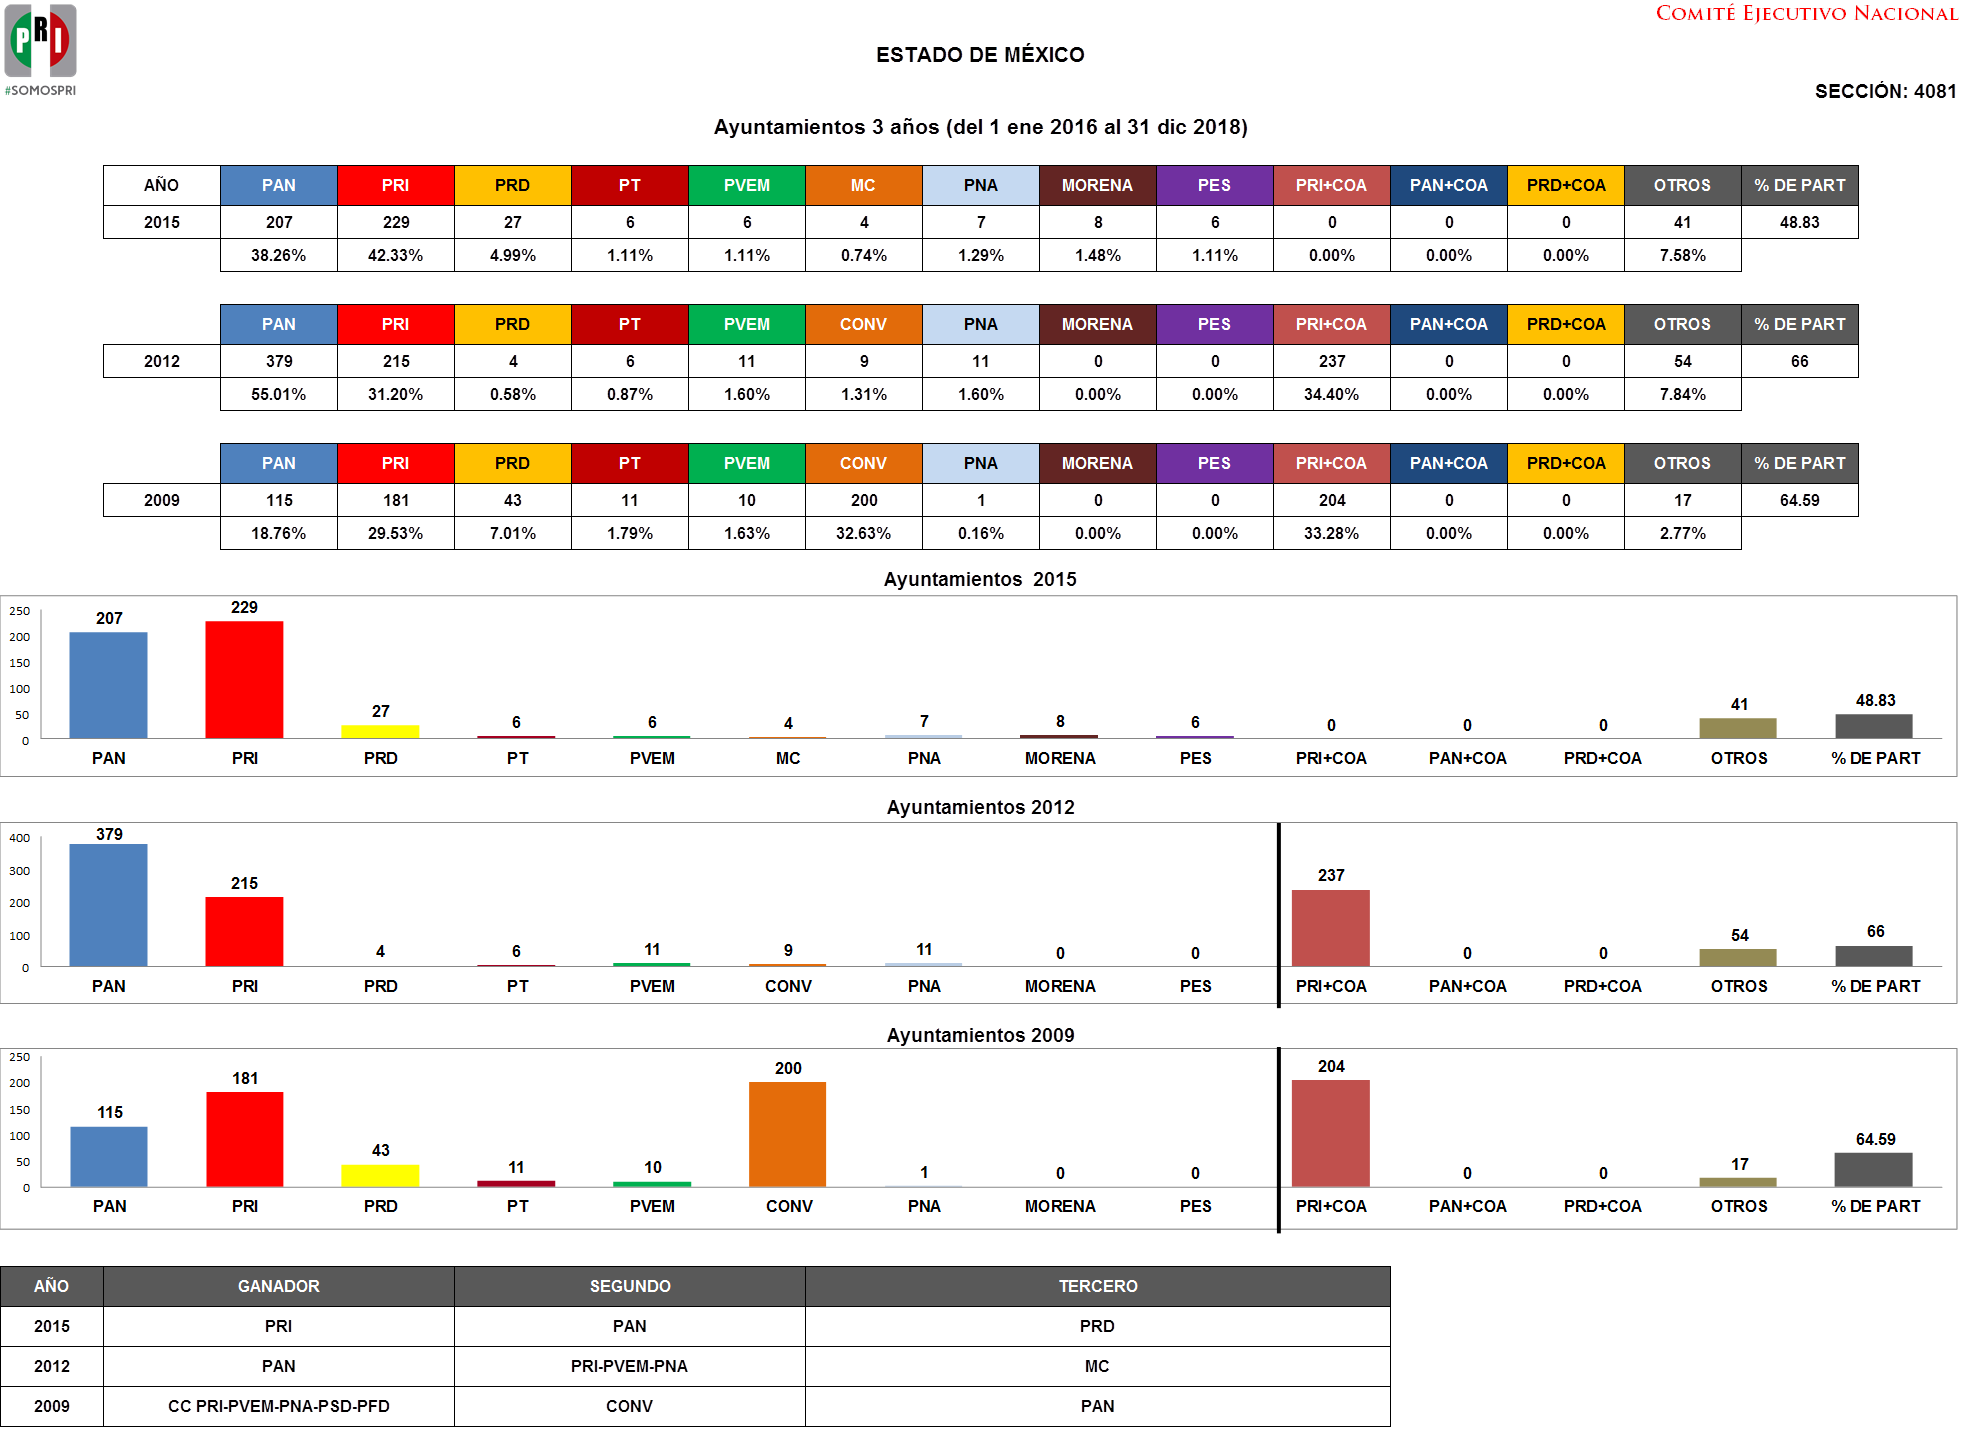 PRI
#SOMOSPRI
COMITÉ EJECUTIVO NACIONAL
ESTADO DE MÉXICO
SECCIÓN: 4081
Ayuntamientos 3 años (del 1 ene 2016 al 31 dic 2018)
AÑO PAN PRI PRD PT PVEM MC PNA MORENA PES PRI+COA PAN+COA PRD+COA OTROS % DE PART
2015 207 229 27 6 6 4 7 8 6 0 0 0 41 48.83
38.26% 42.33% 4.99% 1.11% 1.11% 0.74% 1.29% 1.48% 1.11% 0.00% 0.00% 0.00% 7.58%
PAN PRI PRD PT PVEM CONV PNA MORENA PES PRI+COA PAN+COA PRD+COA OTROS % DE PART
2012 379 215 4 6 11 9 11 0 0 237 0 0 54 66
55.01% 31.20% 0.58% 0.87% 1.60% 1.31% 1.60% 0.00% 0.00% 34.40% 0.00% 0.00% 7.84%
PAN PRI PRD PT PVEM CONV PNA MORENA PES PRI+COA PAN+COA PRD+COA OTROS % DE PART
2009 115 181 43 11 10 200 1 0 0 204 0 0 17 64.59
18.76% 29.53% 7.01% 1.79% 1.63% 32.63% 0.16% 0.00% 0.00% 33.28% 0.00% 0.00% 2.77%
Ayuntamientos 2015
250
200
150
100
50
0
207 229 27 6 6 4 7 8 6 0 0 0 41 48.83
PAN PRI PRD PT PVEM MC PNA MORENA PES PRI+COA PAN+COA PRD+COA OTROS % DE PART
Ayuntamientos 2012
400
300
200
100
0
379 215 4 6 11 9 11 0 0 237 0 0 54 66
PAN PRI PRD PT PVEM CONV PNA MORENA PES PRI+COA PAN+COA PRD+COA OTROS % DE PART
Ayuntamientos 2009
250
200
150
100
50
0
115 181 43 11 10 200 1 0 0 204 0 0 17 64.59
PAN PRI PRD PT PVEM CONV PNA MORENA PES PRI+COA PAN+COA PRD+COA OTROS % DE PART
AÑO GANADOR SEGUNDO TERCERO
2015 PRI PAN PRD
2012 PAN PRI-PVEM-PNA MC
2009 CC PRI-PVEM-PNA-PSD-PFD CONV PAN